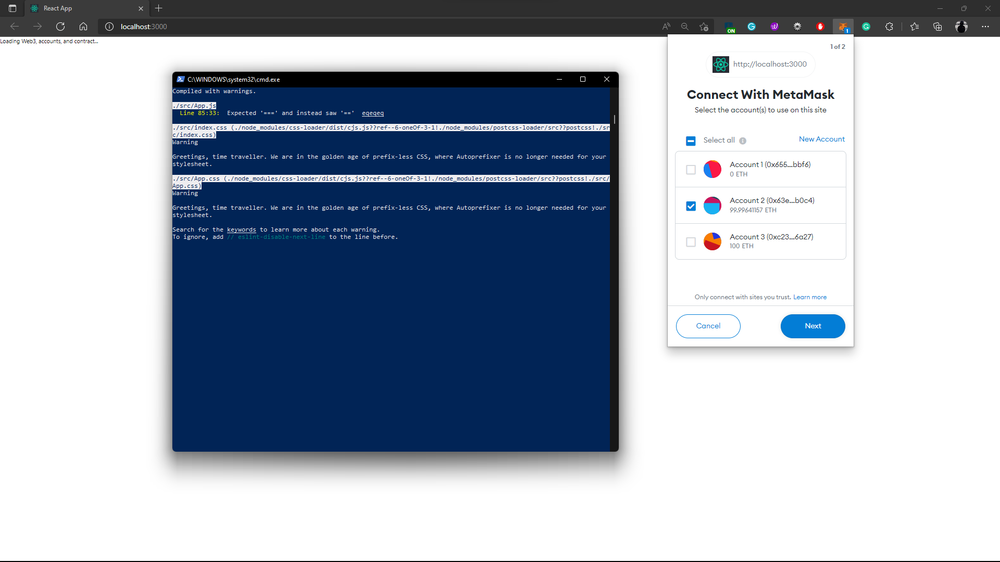 React App
localhost:3000
ON
1
Loading Web3, accounts, and contract...
C:\WINDOWS\system32\cmd.exe
Compiled with warnings.
./src/App.js
Line 85:33:  Expected '===' and instead saw '=='  eqeqeq
./src/index.css (./node_modules/css-loader/dist/cjs.js??ref--6-oneOf-3-1!./node_modules/postcss-loader/src??postcss!./sr
c/index.css)
Warning
Greetings, time traveller. We are in the golden age of prefix-less CSS, where Autoprefixer is no longer needed for your
stylesheet.
./src/App.css (./node_modules/css-loader/dist/cjs.js??ref--6-oneOf-3-1!./node_modules/postcss-loader/src??postcss!./src/
App.css)
Warning
Greetings, time traveller. We are in the golden age of prefix-less CSS, where Autoprefixer is no longer needed for your
stylesheet.
Search for the keywords to learn more about each warning.
To ignore, add // eslint-disable-next-line to the line before.
1 of 2
http://localhost:3000
Connect With MetaMask
Select the account(s) to use on this site
Select all
New Account
Account 1 (0x655...bbf6)
0 ETH
Account 2 (0x63e...b0c4)
99.99641157 ETH
Account 3 (0xc23...6a27)
100 ETH
Only connect with sites you trust. Learn more
Cancel
Next